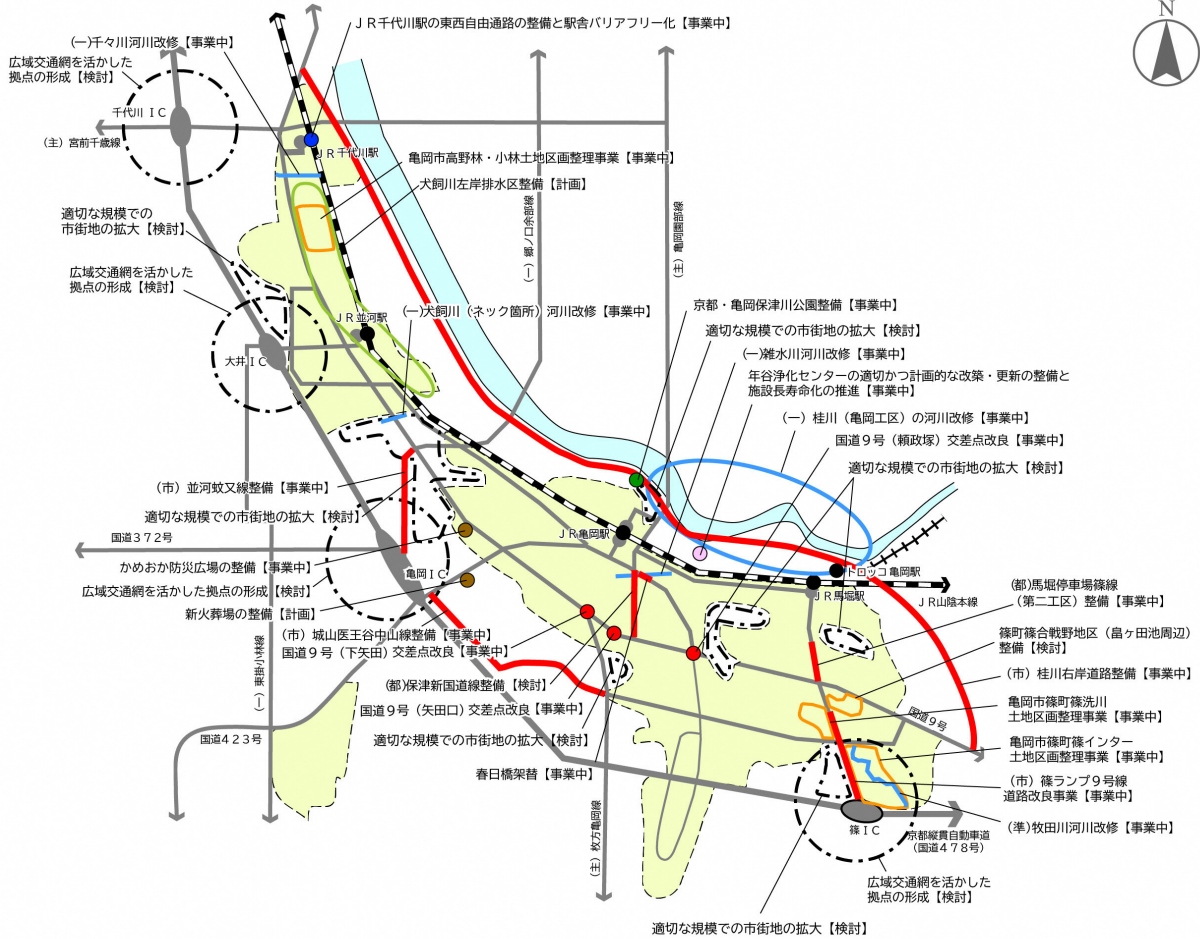 N
ＪＲ千代川駅の東西自由通路の整備と駅舎バリアフリー化【事業中】
(一)千々川河川改修【事業中】
広域交通網を活かした
拠点の形成【検討】
千代川ＩＣ
(主) 宮前千歳線
ＪＲ千代川駅
亀岡市高野林・小林土地区画整理事業【事業中】
犬飼川左岸排水区整備【計画】
適切な規模での
市街地の拡大【検討】
(一) 郷ノ口余部線
(主) 亀岡園部線
広域交通網を活かした
拠点の形成【検討】
ＪＲ並河駅
(一)犬飼川（ネック箇所）河川改修【事業中】
京都・亀岡保津川公園整備【事業中】
適切な規模での市街地の拡大【検討】
大井ＩＣ
(一)雑水川河川改修【事業中】
年谷浄化センターの適切かつ計画的な改築・更新の整備と
施設長寿命化の推進【事業中】
(一) 桂川（亀岡工区）の河川改修【事業中】
国道９号（頼政塚）交差点改良【事業中】
適切な規模での市街地の拡大【検討】
(市) 並河蚊又線整備【事業中】
適切な規模での市街地の拡大【検討】
国道３７２号
ＪＲ亀岡駅
かめおか防災広場の整備【事業中】
亀岡ＩＣ
トロッコ亀岡駅
広域交通網を活かした拠点の形成【検討】
ＪＲ馬堀駅
ＪＲ山陰本線
(都)馬堀停車場篠線
（第二工区）整備【事業中】
新火葬場の整備【計画】
(市) 城山医王谷中山線整備【事業中】
国道９号（下矢田）交差点改良【事業中】
篠町篠合戦野地区（畠ヶ田池周辺）
整備【検討】
(一) 東掛小林線
(都)保津新国道線整備【検討】
(市) 桂川右岸道路整備【事業中】
国道９号（矢田口）交差点改良【事業中】
亀岡市篠町篠洗川
土地区画整理事業【事業中】
国道９号
国道４２３号
適切な規模での市街地の拡大【検討】
亀岡市篠町篠インター
土地区画整理事業【事業中】
春日橋架替【事業中】
(市) 篠ランプ９号線
道路改良事業【事業中】
(主) 枚方亀岡線
篠ＩＣ
(準)牧田川河川改修【事業中】
京都縦貫自動車道
（国道４７８号）
広域交通網を活かした
拠点の形成【検討】
適切な規模での市街地の拡大【検討】